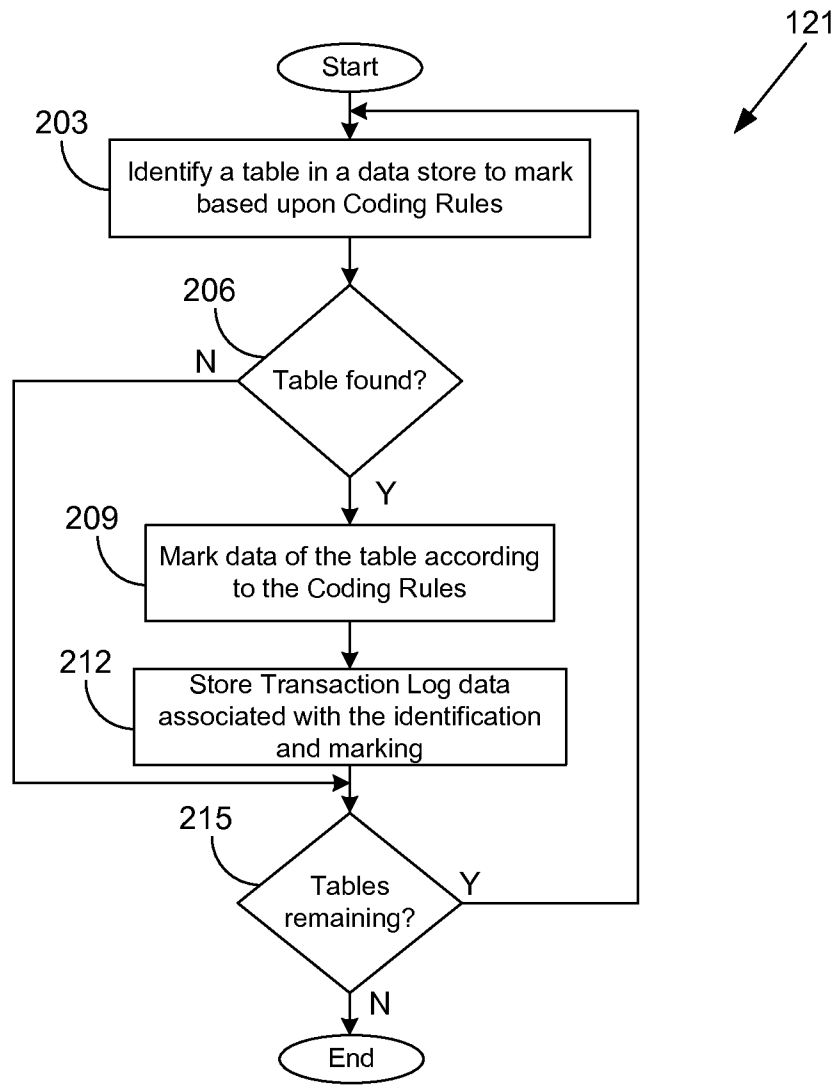 121
Start
203
Identify a table in a data store to mark
based upon Coding Rules
206
N
Table found?
Y
209
Mark data of the table according
to the Coding Rules
212
Store Transaction Log data
associated with the identification
and marking
215
Y
Tables
remaining?
N
End